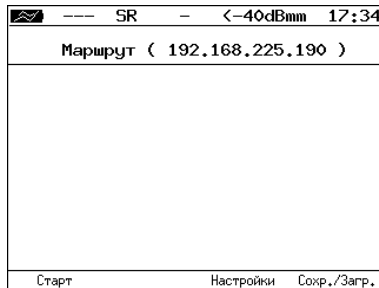 --- SR - <-40dBmm 17:34
Маршрут ( 192.168.225.190 )
Старт Настройки Сохр./Загр.